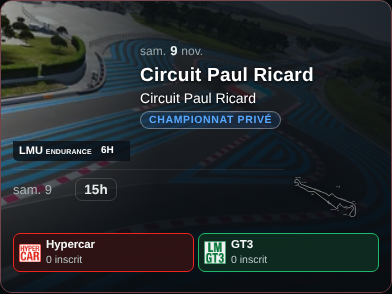 sam. 9 nov.
Circuit Paul Ricard
Circuit Paul Ricard
CHAMPIONNAT PRIVÉ
LMU ENDURANCE 6H
sam. 9 15h
HYPER CAR Hypercar
0 inscrit
LM GT3 GT3
0 inscrit